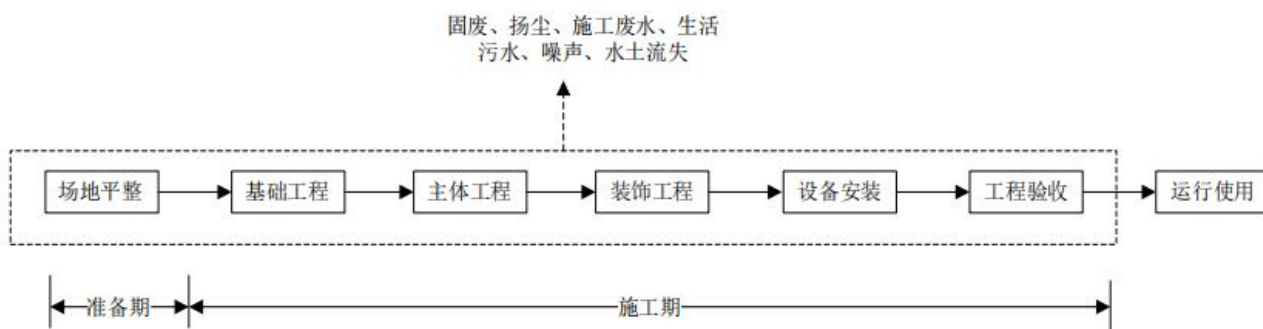 固废、扬尘、施工废水、生活
污水、噪声、水土流失
场地平整
基础工程
主体工程
装饰工程
设备安装
工程验收
运行使用
准备期
施工期